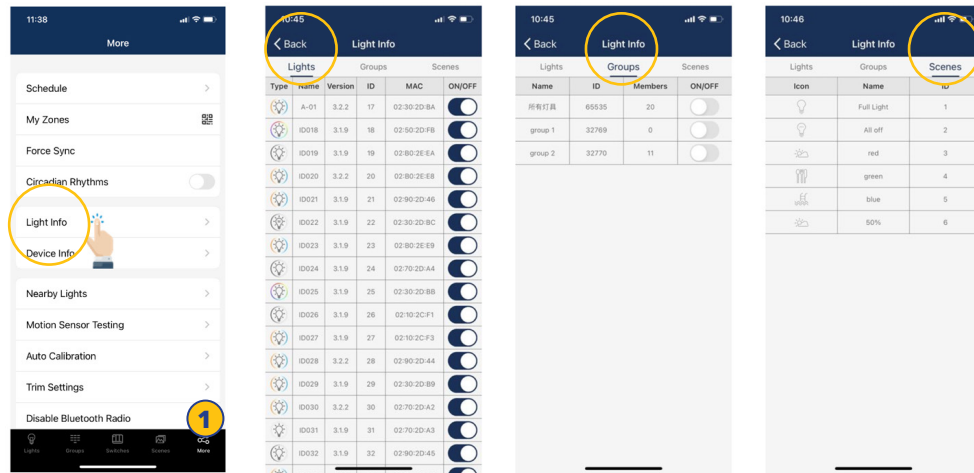 11:38
More
Schedule
My Zones
Force Sync
Circadian Rhythms
Light Info
Device Info
Nearby Lights
Motion Sensor Testing
Auto Calibration
Trim Settings
Disable Bluetooth Radio
1
Lights Groups Switches Scenes More
10:45
Back Light Info
Lights Groups Scenes
Type Name Version ID MAC ON/OFF
A-01 3.2.2 17 02:30:2D:BA
ID018 3.1.9 18 02:50:2D:FB
ID019 3.1.9 19 02:B0:2E:EA
ID020 3.2.2 20 02:B0:2E:E8
ID021 3.1.9 21 02:90:2D:46
ID022 3.1.9 22 02:30:2D:BC
ID023 3.1.9 23 02:80:2E:E9
ID024 3.1.9 24 02:70:2D:A4
ID025 3.1.9 25 02:30:2D:BB
ID026 3.1.9 26 02:10:2C:F1
ID027 3.1.9 27 02:10:2C:F3
ID028 3.2.2 28 02:90:2D:44
ID029 3.1.9 29 02:30:2D:B9
ID030 3.2.2 30 02:70:2D:A2
ID031 3.1.9 31 02:70:2D:A3
ID032 3.1.9 32 02:90:2D:45
10:45
Back Light Info
Lights Groups Scenes
Name ID Members ON/OFF
所有灯具 65535 20
group 1 32769 0
group 2 32770 11
10:46
Back Light Info
Lights Groups Scenes
Icon Name ID
Full Light 1
All off 2
red 3
green 4
blue 5
50% 6